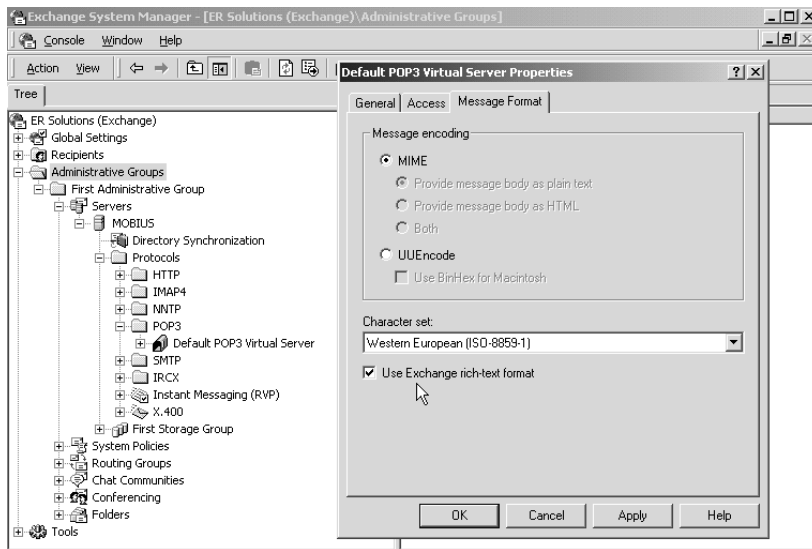 Exchange System Manager - [ER Solutions (Exchange)\Administrative Groups]
Console Window Help
Action View
Tree
ER Solutions (Exchange)
Global Settings
Recipients
Administrative Groups
First Administrative Group
Servers
MOBIUS
Directory Synchronization
Protocols
HTTP
IMAP4
NNTP
POP3
Default POP3 Virtual Server
SMTP
IRCX
Instant Messaging (RVP)
X.400
First Storage Group
System Policies
Routing Groups
Chat Communities
Conferencing
Folders
Tools
Default POP3 Virtual Server Properties
General Access Message Format
Message encoding
MIME
Provide message body as plain text
Provide message body as HTML
Both
UUEncode
Use BinHex for Macintosh
Character set:
Western European (ISO-8859-1)
Use Exchange rich-text format
OK Cancel Apply Help